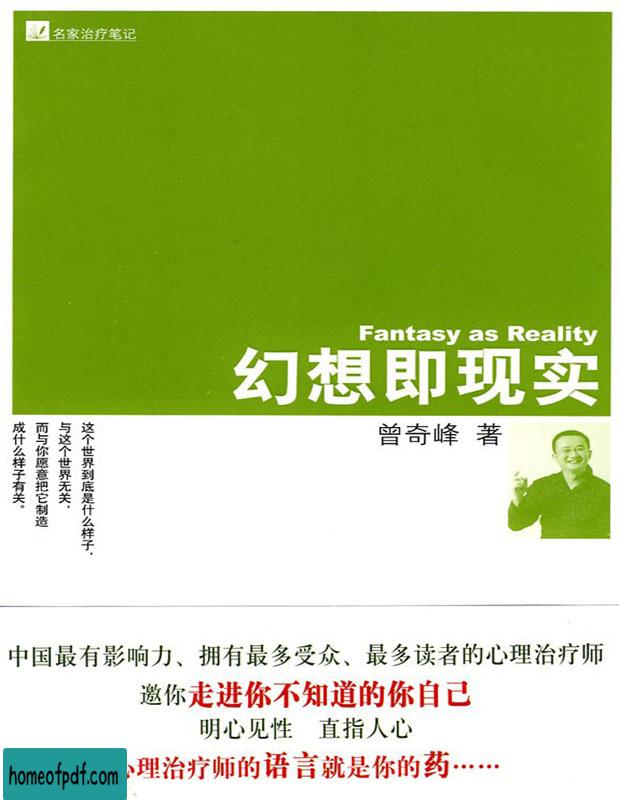 名家治疗笔记
Fantasy as Reality
幻想即现实
曾奇峰 著
这个世界到底是什么样子,
与这个世界无关,
而与你愿意把它制造
成什么样子有关。
中国最有影响力、拥有最多受众、最多读者的心理治疗师
邀你走进你不知道的你自己
明心见性 直指人心
心理治疗师的语言就是你的药……
homeofpdf.com